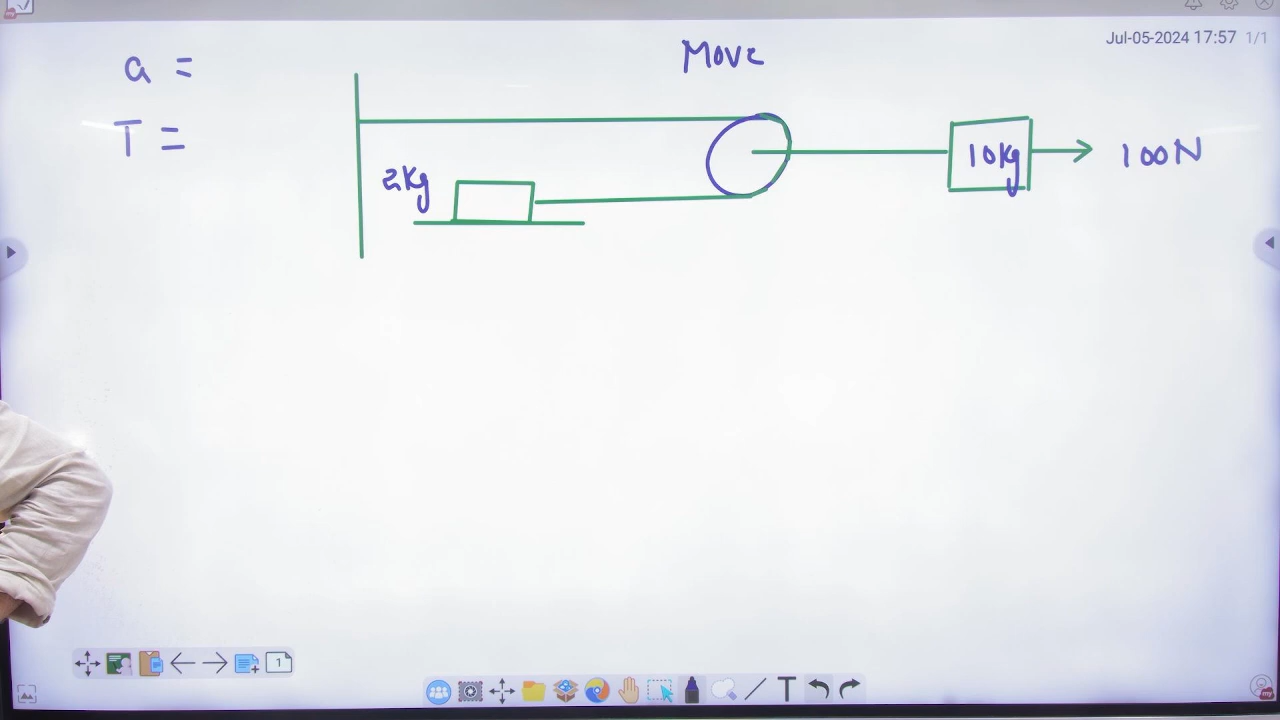 Jul-05-2024 17:57 1/1
Move
a =
T =
2kg
10kg
100N
1
T